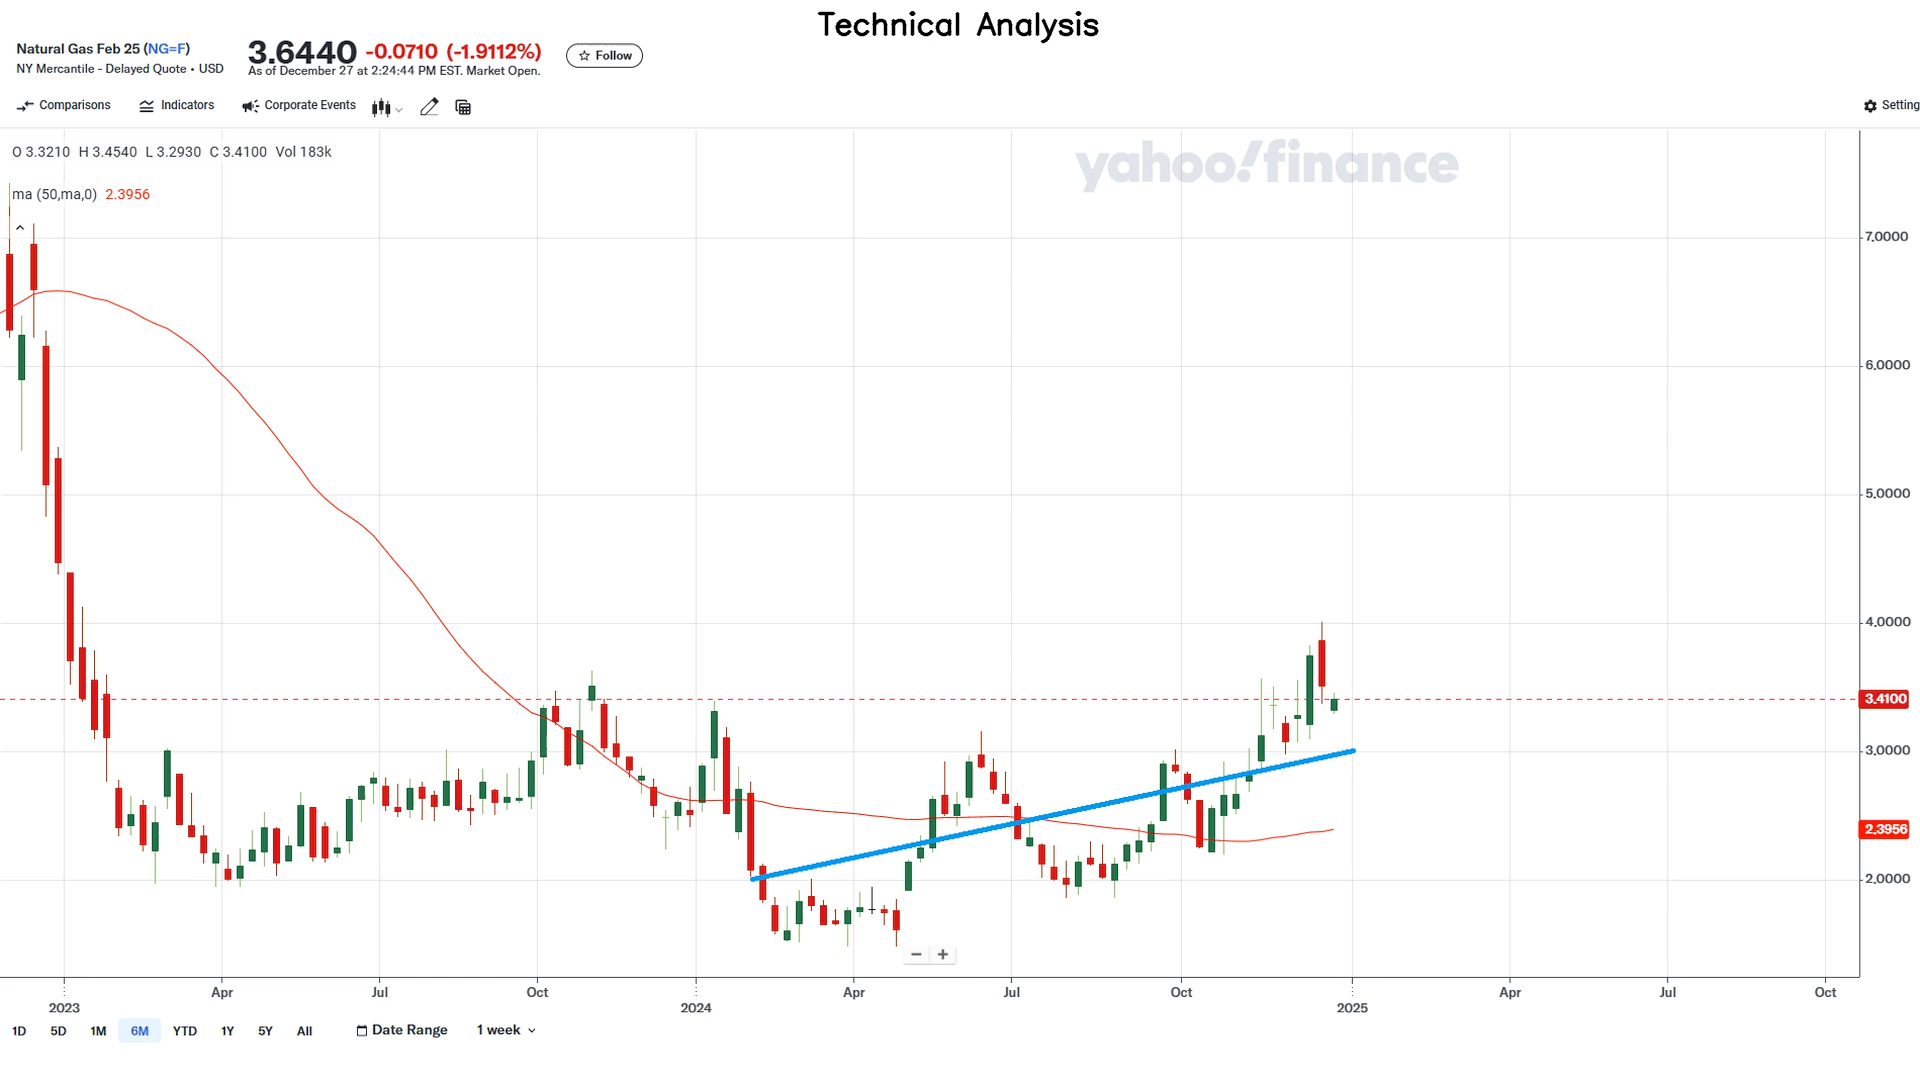 Technical Analysis
Natural Gas Feb 25 (NG=F)
NY Mercantile - Delayed Quote • USD
3.6440 -0.0710 (-1.9112%)
As of December 27 at 2:24:44 PM EST. Market Open.
Follow
Comparisons Indicators Corporate Events
Setting
O 3.3210 H 3.4540 L 3.2930 C 3.4100 Vol 183k
yahoo!finance
ma (50,ma,0) 2.3956
7.0000
6.0000
5.0000
4.0000
3.4100
3.0000
2.3956
2.0000
− +
Apr Jul Oct Apr Jul Oct Apr Jul Oct
2023 2024 2025
1D 5D 1M 6M YTD 1Y 5Y All Date Range 1 week